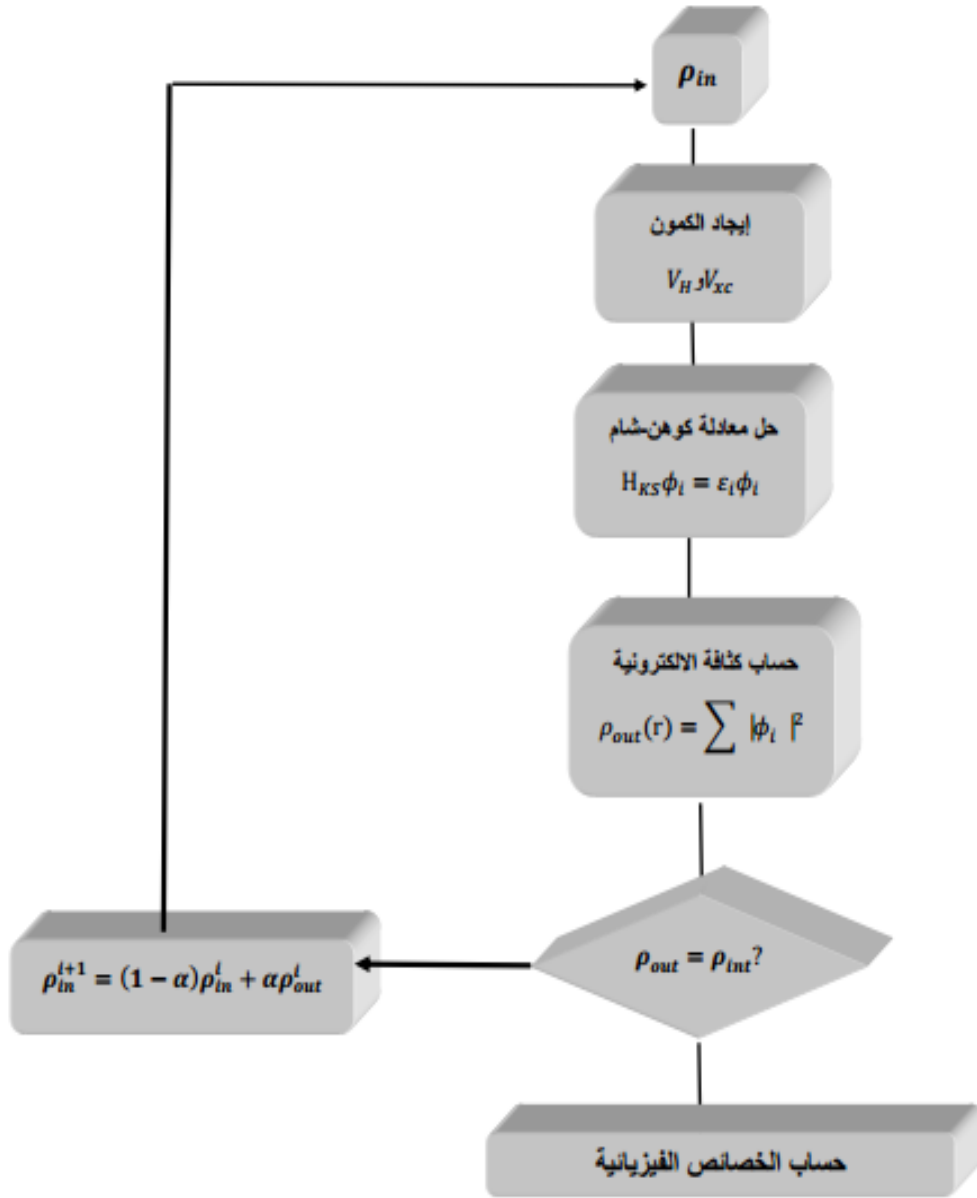 ρ_in
إيجاد الكمون
V_H و V_xc
حل معادلة كوهن-شام
H_KS ϕ_i = ε_i ϕ_i
حساب كثافة الالكترونية
ρ_out(r) = ∑ |ϕ_i |²
ρ_out = ρ_int?
ρ_in^{i+1} = (1 − α)ρ_in^i + αρ_out^i
حساب الخصائص الفيزيائية